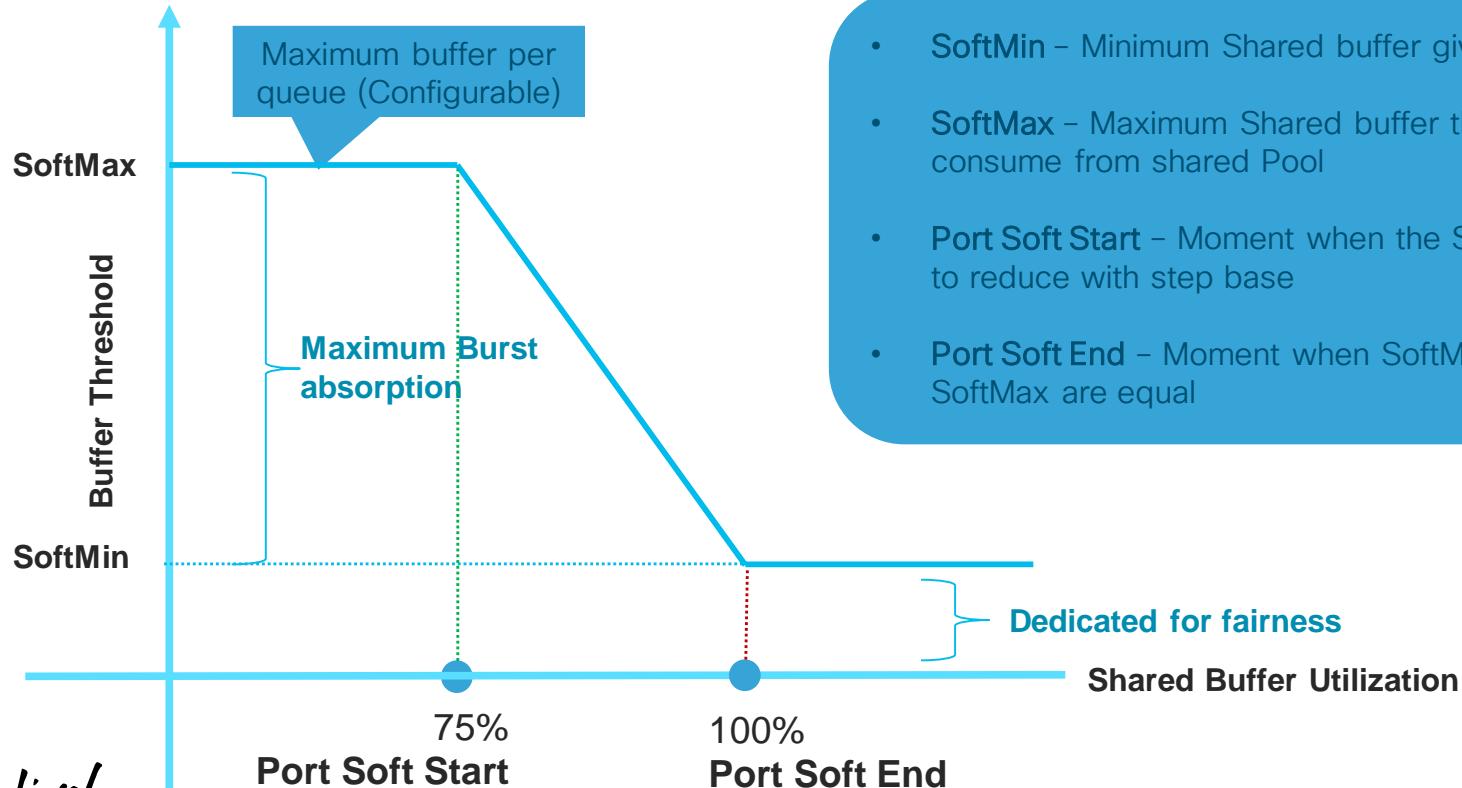 Maximum buffer per
queue (Configurable)
SoftMax
Buffer Threshold
Maximum Burst
absorption
SoftMin
Dedicated for fairness
Shared Buffer Utilization
75%
Port Soft Start
100%
Port Soft End
• SoftMin – Minimum Shared buffer
• SoftMax – Maximum Shared buffer
consume from shared Pool
• Port Soft Start – Moment when the
to reduce with step base
• Port Soft End – Moment when
SoftMax are equal